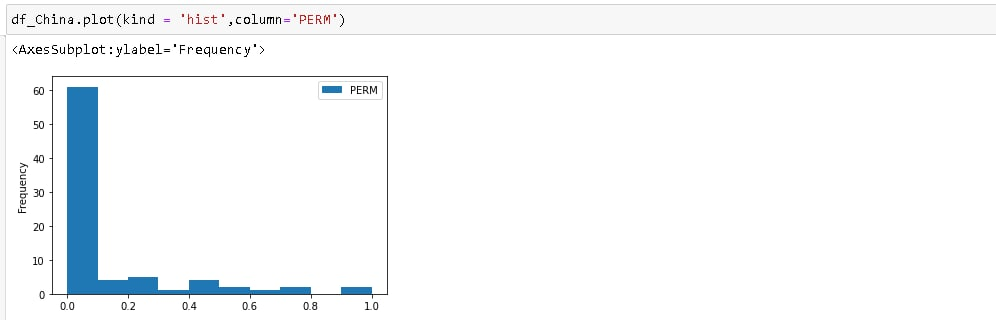 df_China.plot(kind = 'hist',column='PERM')
<AxesSubplot:ylabel='Frequency'>
PERM
60
50
40
30
20
10
0
Frequency
0.0 0.2 0.4 0.6 0.8 1.0